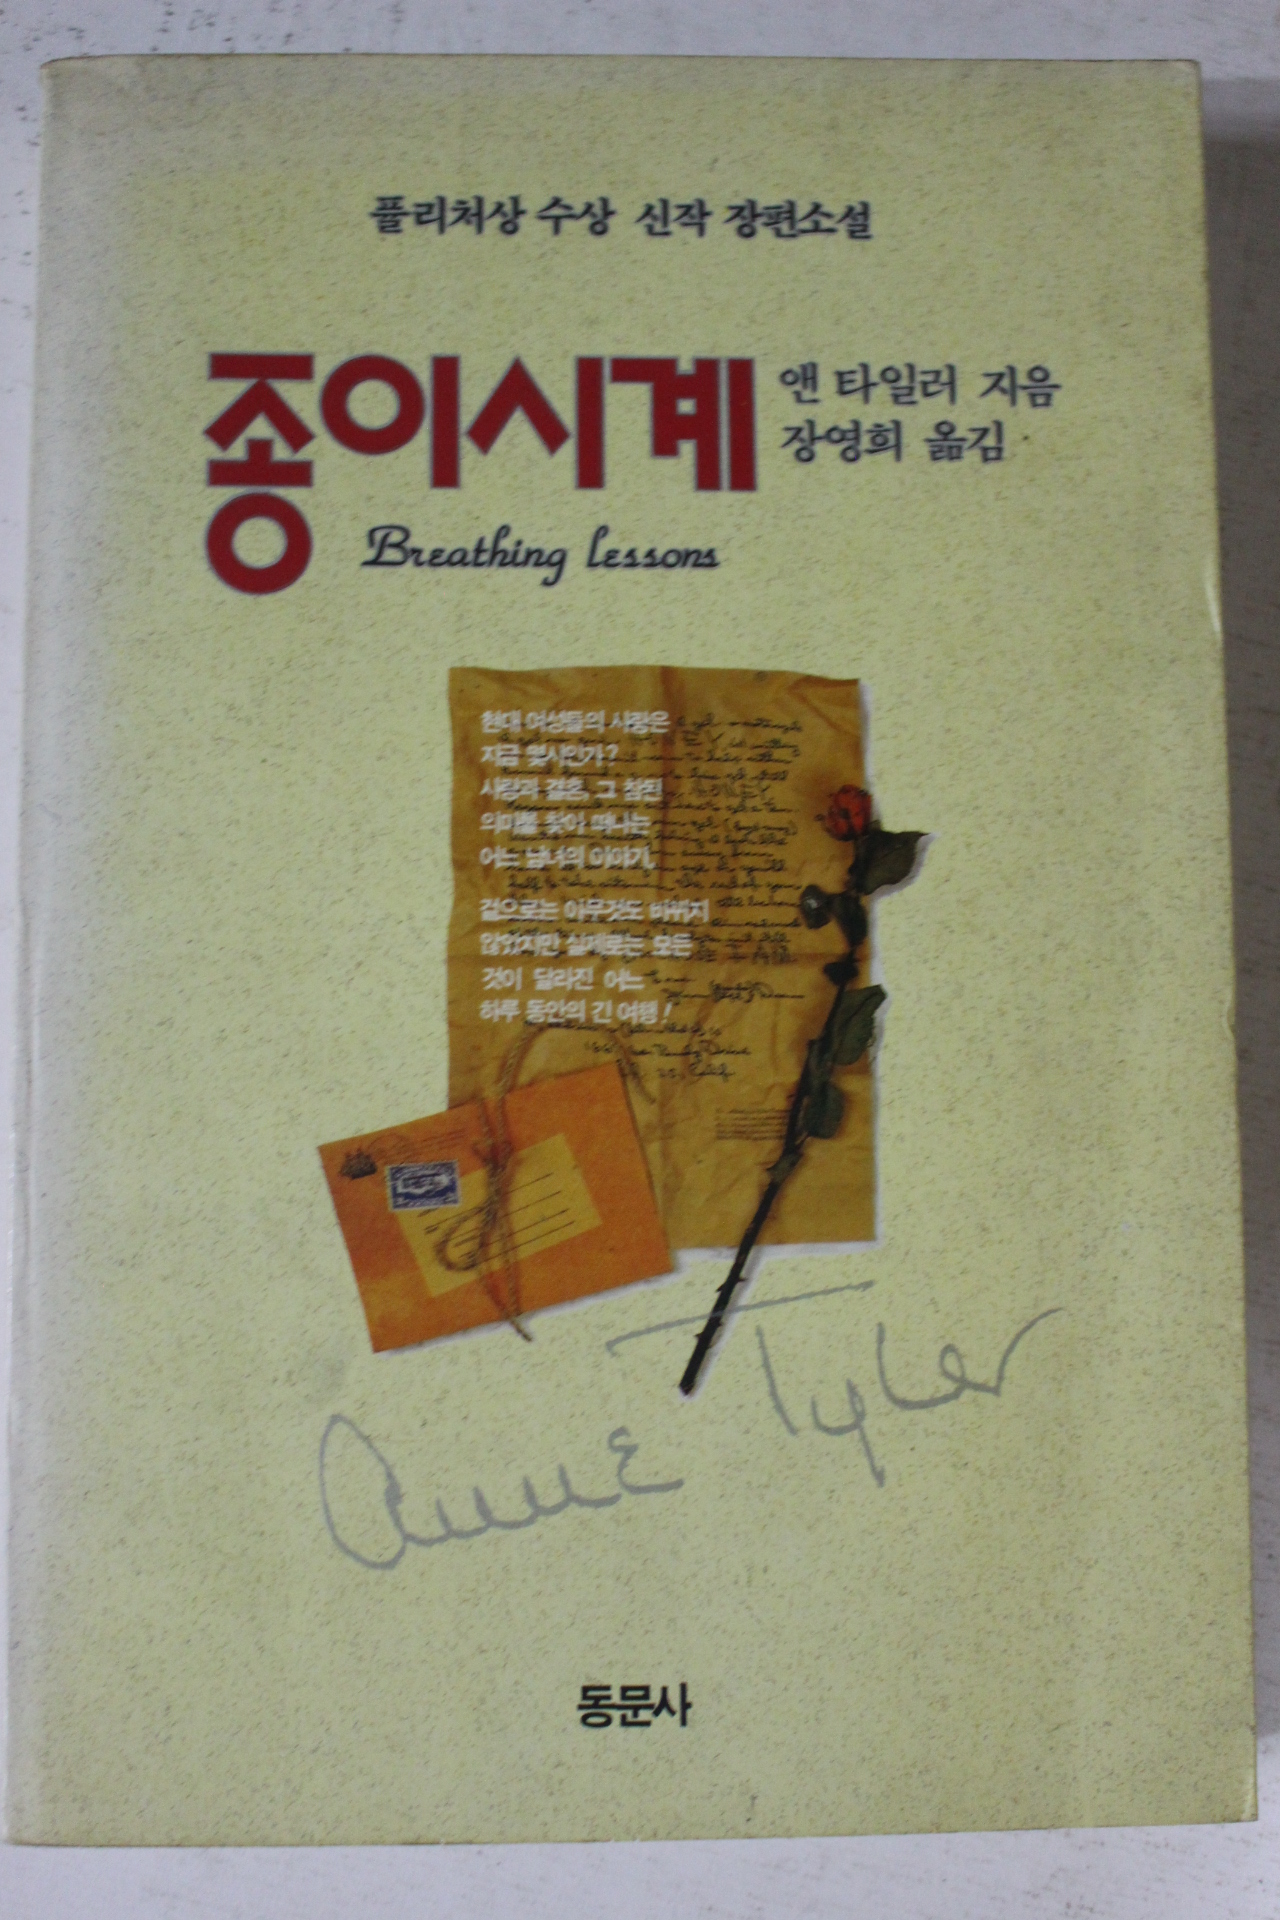 퓰리처상 수상 신작 장편소설
종이시계
앤 타일러 지음
장영희 옮김
Breathing lessons
현대 여성들의 사랑은
지금 몇시인가?
사랑과 결혼, 그 참된
의미를 찾아 떠나는
어느 남녀의 이야기,
겉으로는 아무것도 바뀌지
않았지만 실제로는 모든
것이 달라진 어느
하루 동안의 긴 여행!
Anne Tyler
동문사